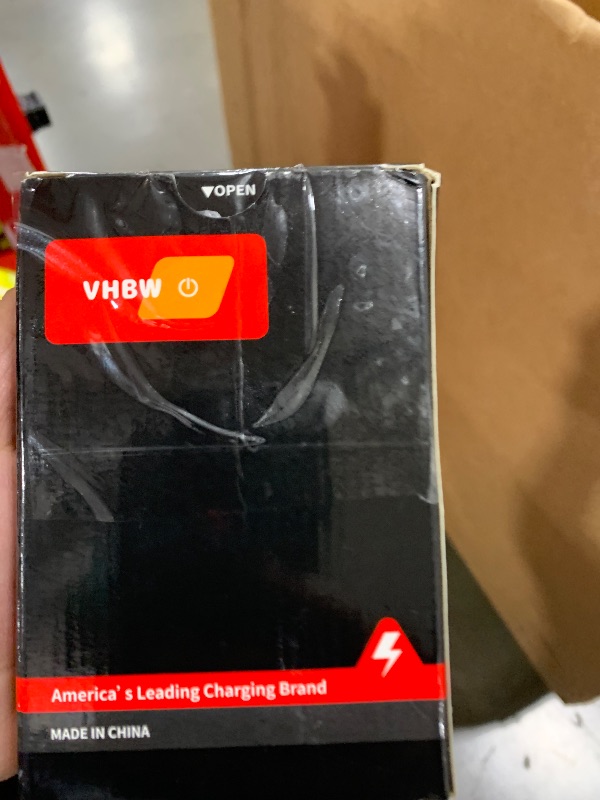 ▼OPEN
VHBW
America' s Leading Charging Brand
MADE IN CHINA